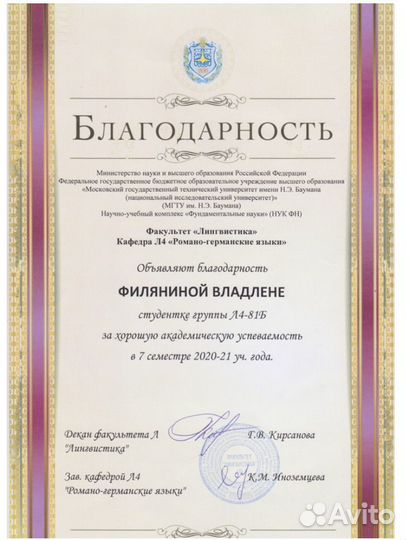 БЛАГОДАРНОСТЬ
Министерство науки и высшего образования Российской Федерации
Федеральное государственное бюджетное образовательное учреждение высшего образования
«Московский государственный технический университет имени Н.Э. Баумана
(национальный исследовательский университет)»
(МГТУ им. Н.Э. Баумана)
Научно-учебный комплекс «Фундаментальные науки» (НУК ФН)
Факультет «Лингвистика»
Кафедра Л4 «Романо-германские языки»
Объявляют благодарность
ФИЛЯНИНОЙ ВЛАДЛЕНЕ
студентке группы Л4-81Б
за хорошую академическую успеваемость
в 7 семестре 2020-21 уч. года.
Декан факультета Л Г.В. Кирсанова
"Лингвистика"
Зав. кафедрой Л4 К.М. Иноземцева
"Романо-германские языки"
Avito